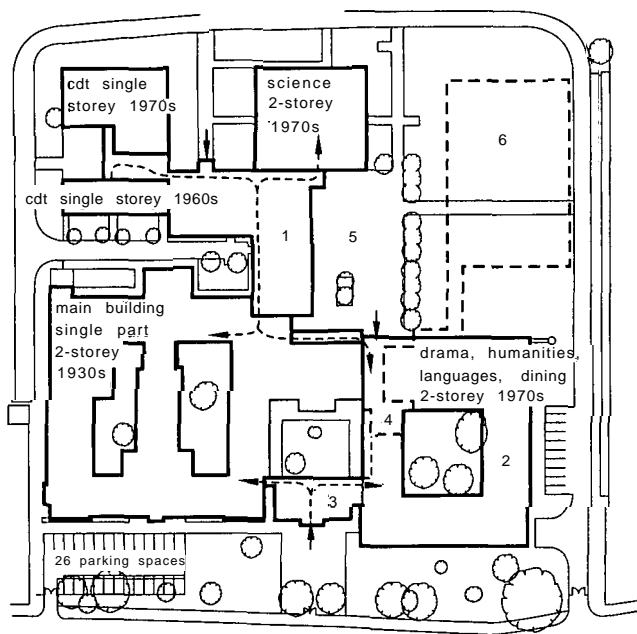 cdt single
storey 1970s
science
2-storey
1970s
6
cdt single storey 1960s
1
5
main building
single part
2-storey
1930s
drama, humanities,
languages, dining
2-storey 1970s
4
2
3
26 parking spaces